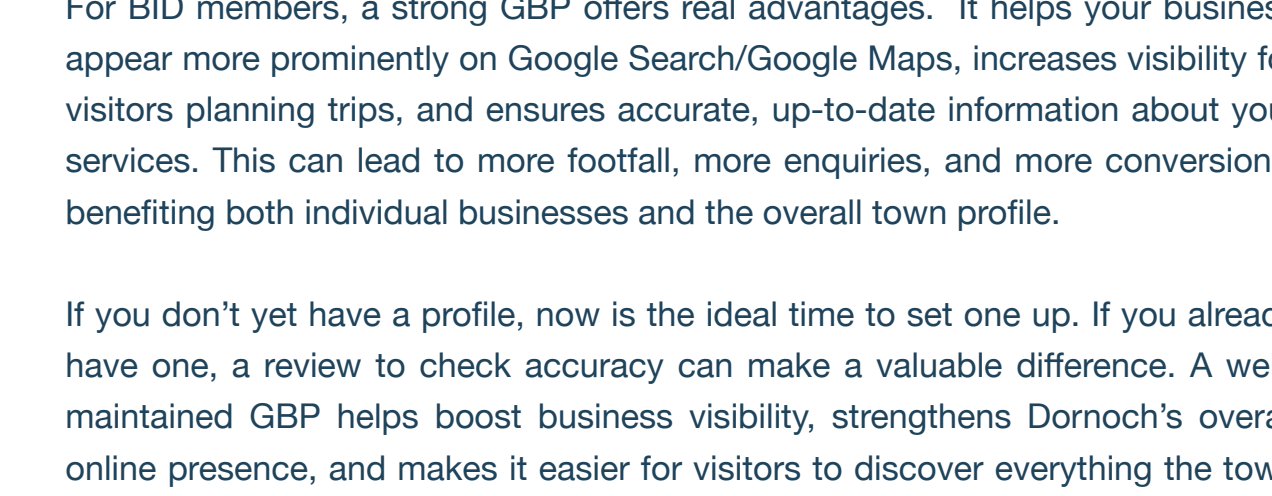 For BID members, a strong GBP offers real advantages. It helps your busines
appear more prominently on Google Search/Google Maps, increases visibility fo
visitors planning trips, and ensures accurate, up-to-date information about you
services. This can lead to more footfall, more enquiries, and more conversion
benefiting both individual businesses and the overall town profile.
If you don’t yet have a profile, now is the ideal time to set one up. If you alread
have one, a review to check accuracy can make a valuable difference. A we
maintained GBP helps boost business visibility, strengthens Dornoch’s overa
online presence, and makes it easier for visitors to discover everything the tow